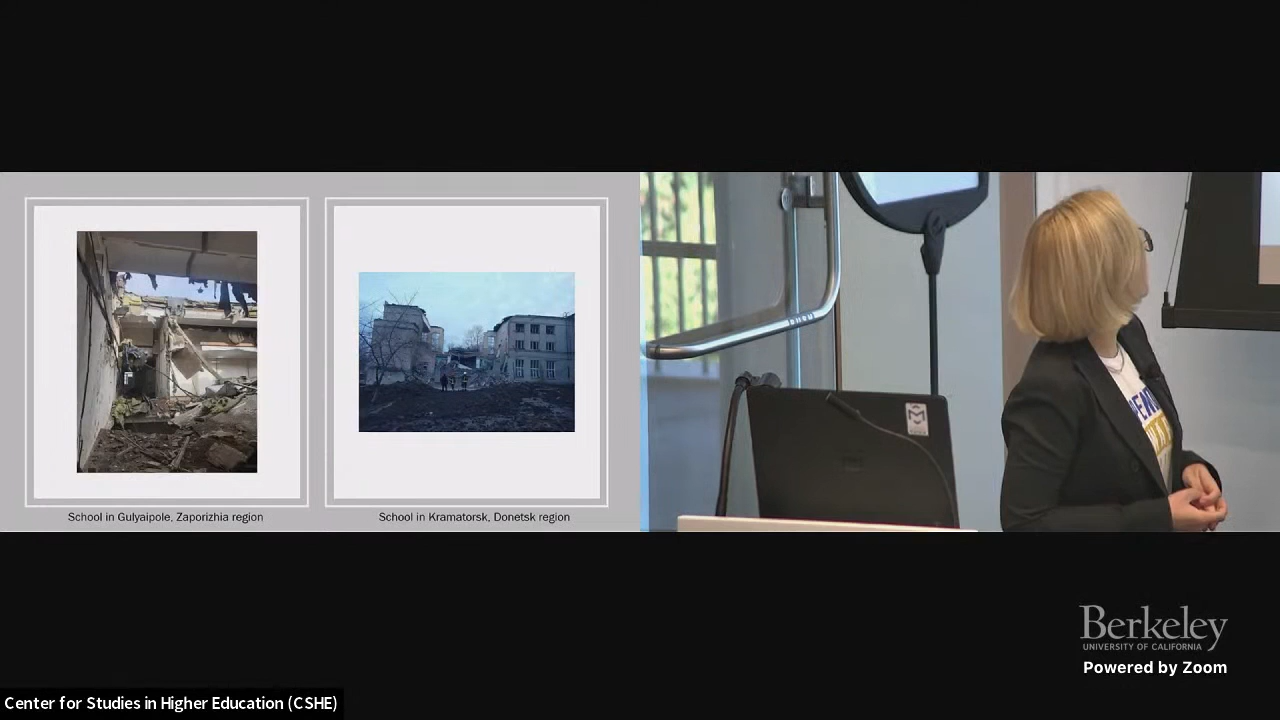 School in Gulyaipole, Zaporizhia region
School in Kramatorsk, Donetsk region
Berkeley
UNIVERSITY OF CALIFORNIA
Powered by Zoom
Center for Studies in Higher Education (CSHE)